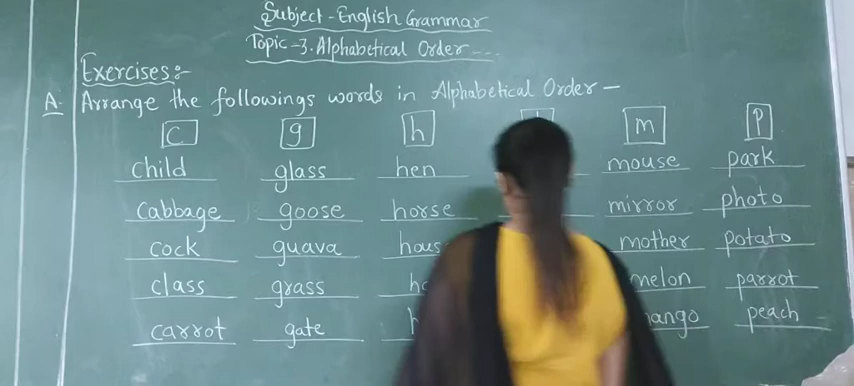 Subject - English Grammar
Topic - 3. Alphabetical Order ---
Exercises:-
A. Arrange the followings words in Alphabetical Order -
c g h m p
child glass hen mouse park
cabbage goose horse mirror photo
cock guava mother potato
class grass melon parrot
carrot gate peach